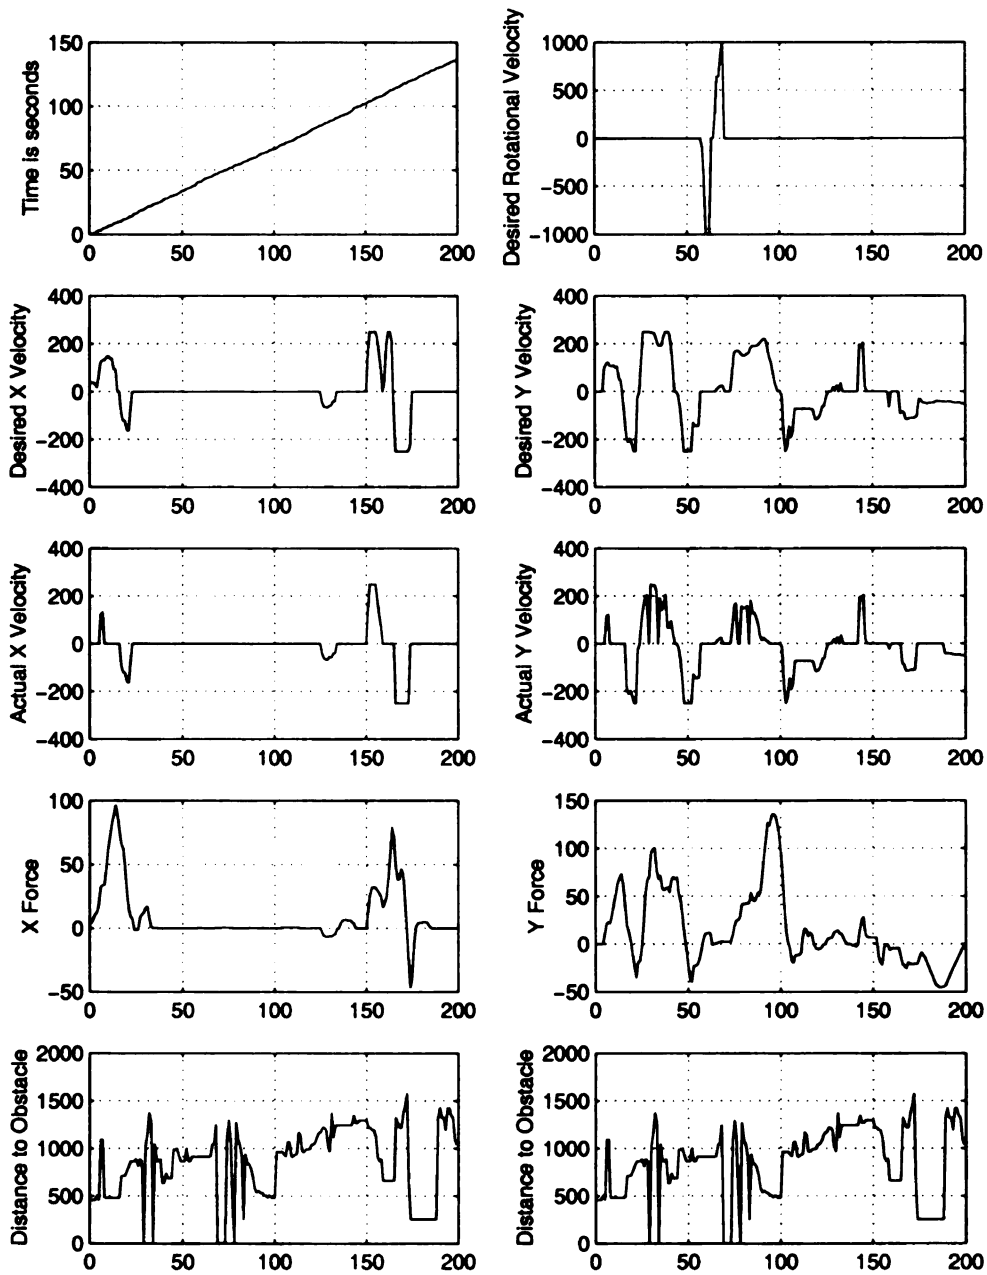 Time is seconds
150
100
50
0
0 50 100 150 200
Desired Rotational Velocity
1000
500
0
−500
−1000
0 50 100 150 200
Desired X Velocity
400
200
0
−200
−400
0 50 100 150 200
Desired Y Velocity
400
200
0
−200
−400
0 50 100 150 200
Actual X Velocity
400
200
0
−200
−400
0 50 100 150 200
Actual Y Velocity
400
200
0
−200
−400
0 50 100 150 200
X Force
100
50
0
−50
0 50 100 150 200
Y Force
150
100
50
0
−50
0 50 100 150 200
Distance to Obstacle
2000
1500
1000
500
0
0 50 100 150 200
Distance to Obstacle
2000
1500
1000
500
0
0 50 100 150 200